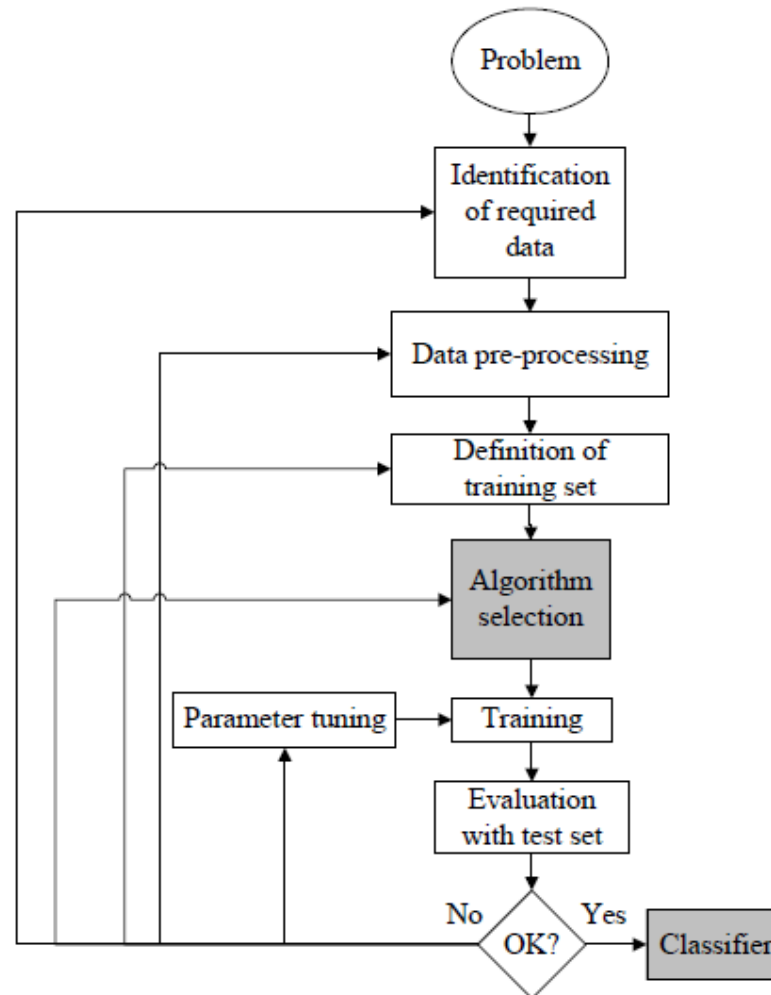 Problem
Identification
of required
data
Data pre-processing
Definition of
training set
Algorithm
selection
Parameter tuning
Training
Evaluation
with test set
No
Yes
OK?
Classifier